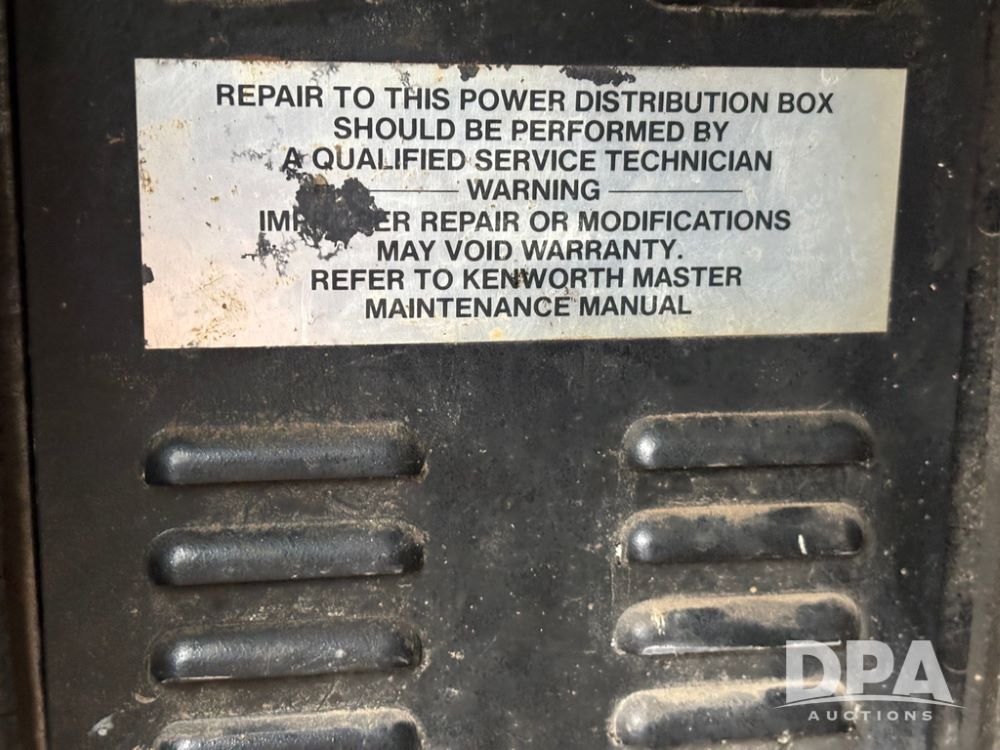 REPAIR TO THIS POWER DISTRIBUTION BOX
SHOULD BE PERFORMED BY
A QUALIFIED SERVICE TECHNICIAN
WARNING
IMPROPER REPAIR OR MODIFICATIONS
MAY VOID WARRANTY.
REFER TO KENWORTH MASTER
MAINTENANCE MANUAL
DPA
AUCTIONS